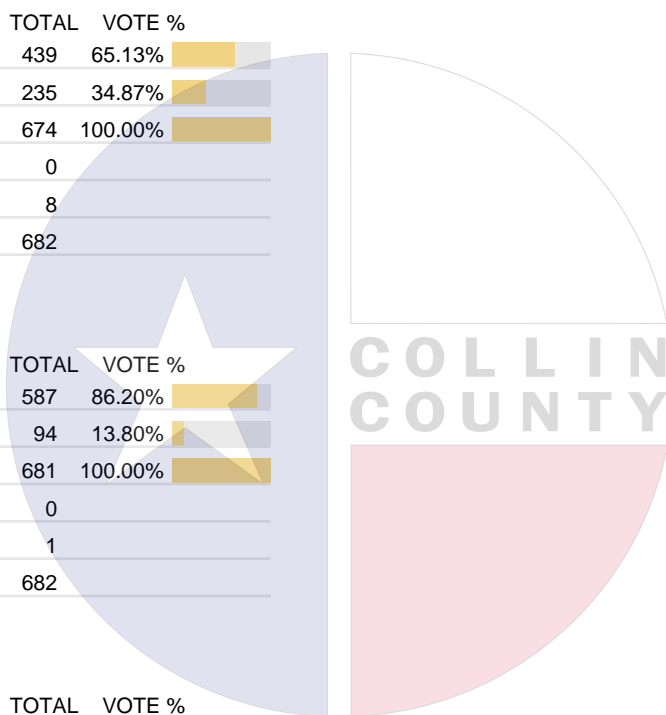 TOTAL VOTE %
439 65.13%
235 34.87%
674 100.00%
0
8
682
TOTAL VOTE %
587 86.20%
94 13.80%
681 100.00%
0
1
682
COLLIN
COUNTY
TOTAL VOTE %